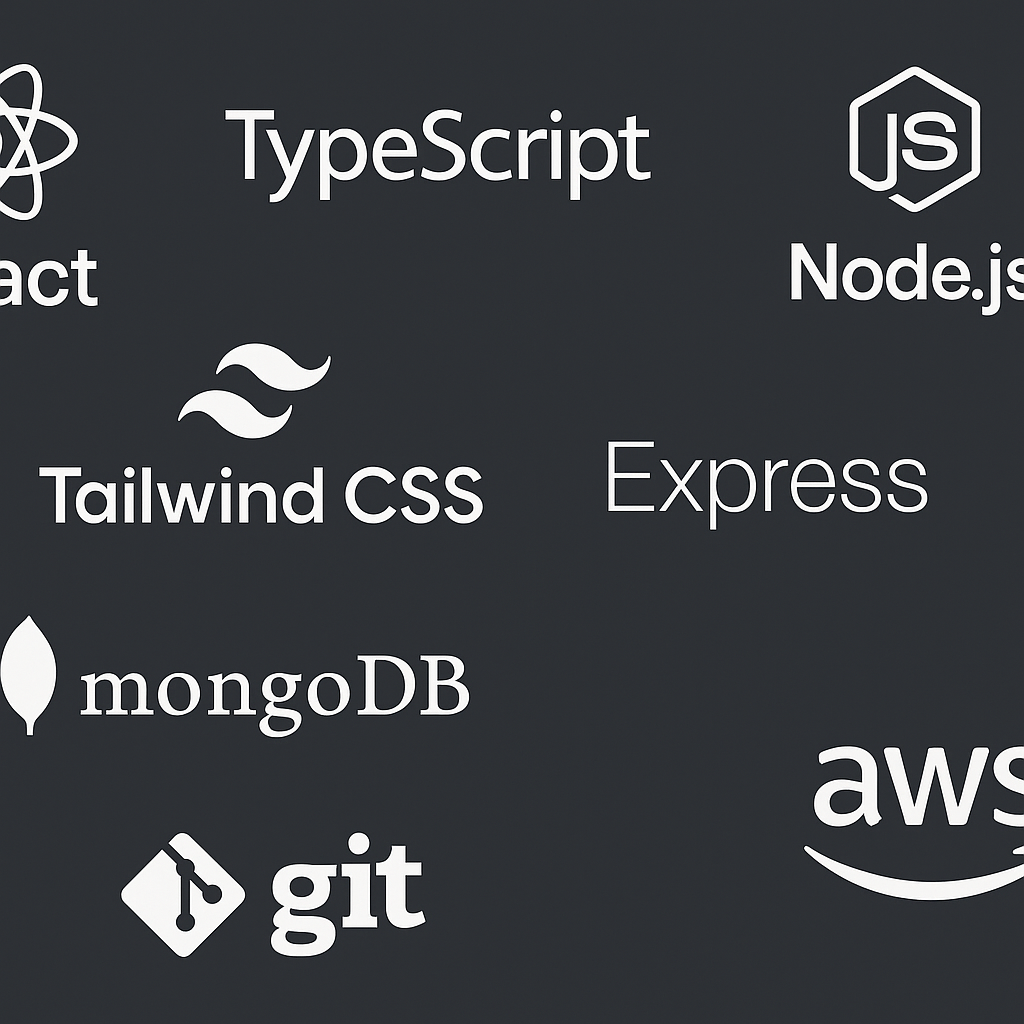 act
TypeScript
JS
Node.js
Tailwind CSS
Express
mongoDB
aws
git